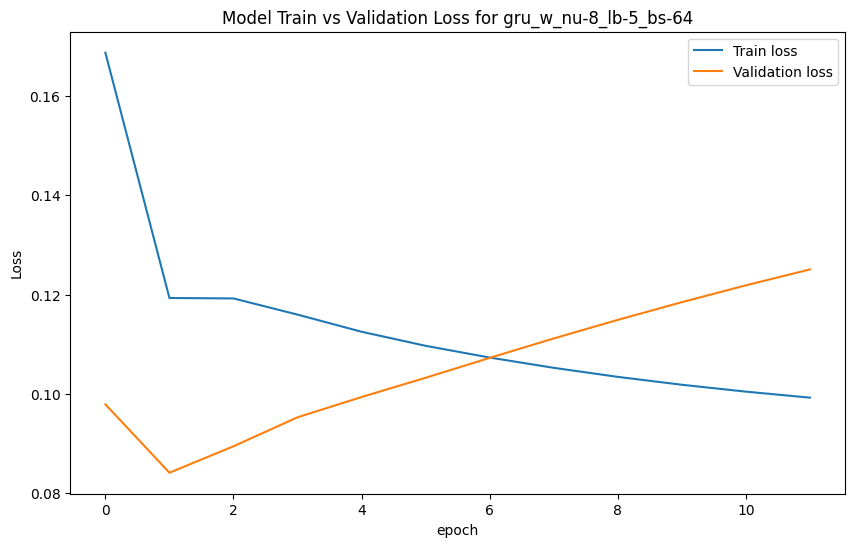 Model Train vs Validation Loss for gru_w_nu-8_lb-5_bs-64
Train loss
Validation loss
0.16
0.14
0.12
0.10
0.08
Loss
0 2 4 6 8 10
epoch